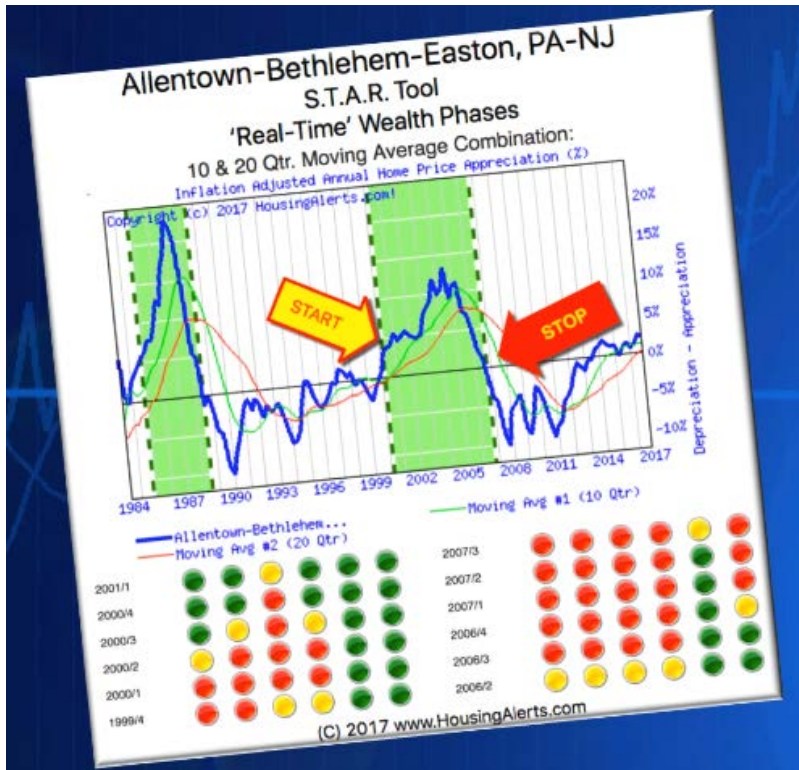 Allentown-Bethlehem-Easton, PA-NJ
S.T.A.R. Tool
'Real-Time' Wealth Phases
10 & 20 Qtr. Moving Average Combination:
Inflation Adjusted Annual Home Price Appreciation (%)
Copyright (c) 2017 HousingAlerts.com!
START
STOP
20%
15%
10%
5%
0%
-5%
-10%
Depreciation - Appreciation
1984 1987 1990 1993 1996 1999 2002 2005 2008 2011 2014 2017
Allentown-Bethlehem...
Moving Avg #1 (10 Qtr)
Moving Avg #2 (20 Qtr)
2001/1
2000/4
2000/3
2000/2
2000/1
1999/4
2007/3
2007/2
2007/1
2006/4
2006/3
2006/2
(C) 2017 www.HousingAlerts.com